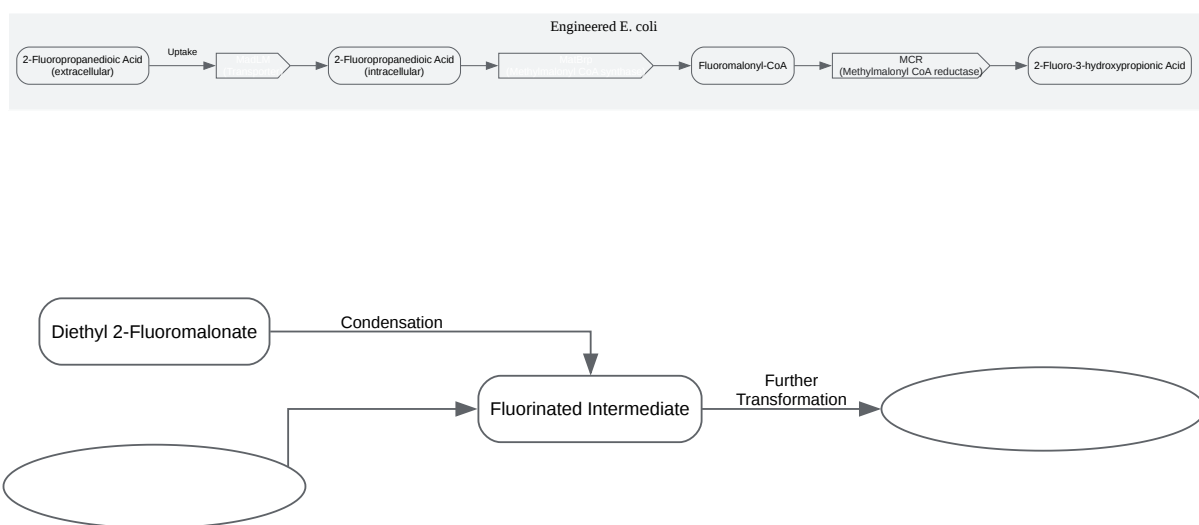 Engineered E. coli
2-Fluoropropanedioic Acid
(extracellular)
Uptake
2-Fluoropropanedioic Acid
(intracellular)
Fluoromalonyl-CoA
MCR
(Methylmalonyl CoA reductase)
2-Fluoro-3-hydroxypropionic Acid
Diethyl 2-Fluoromalonate
Condensation
Fluorinated Intermediate
Further
Transformation